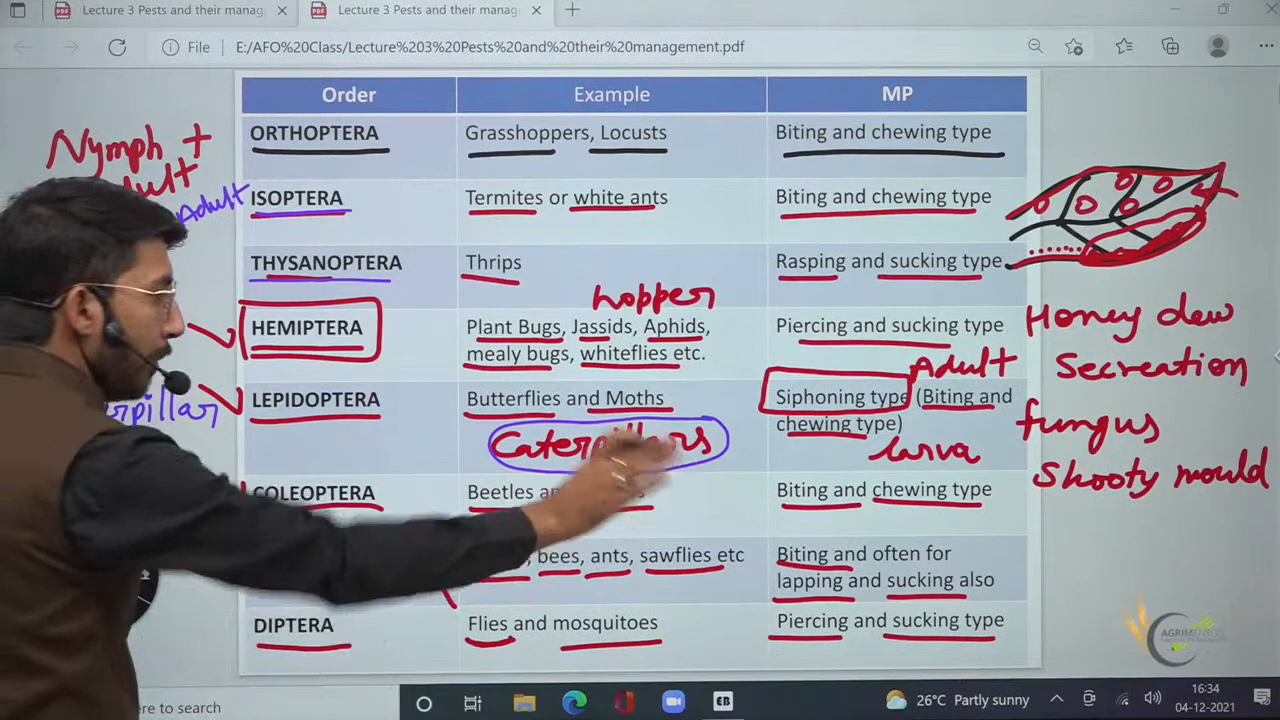 Lecture 3 Pests and their manag
Lecture 3 Pests and their manag
File
E:/AFO%20Class/Lecture%203%20Pests%20and%20their%20management.pdf
Order Example MP
ORTHOPTERA Grasshoppers, Locusts Biting and chewing type
Nymph +
Adult
ISOPTERA Termites or white ants Biting and chewing type
THYSANOPTERA Thrips Rasping and sucking type
hopper
HEMIPTERA Plant Bugs, Jassids, Aphids, Piercing and sucking type
mealy bugs, whiteflies etc.
Honey dew
Secreation
Adult
LEPIDOPTERA Butterflies and Moths Siphoning type (Biting and
chewing type)
Caterpillars
larva
fungus
Shooty mould
COLEOPTERA Beetles Biting and chewing type
bees, ants, sawflies etc Biting and often for
lapping and sucking also
DIPTERA Flies and mosquitoes Piercing and sucking type
AGRIMENTOR
to search
EB
26°C Partly sunny
16:34
04-12-2021